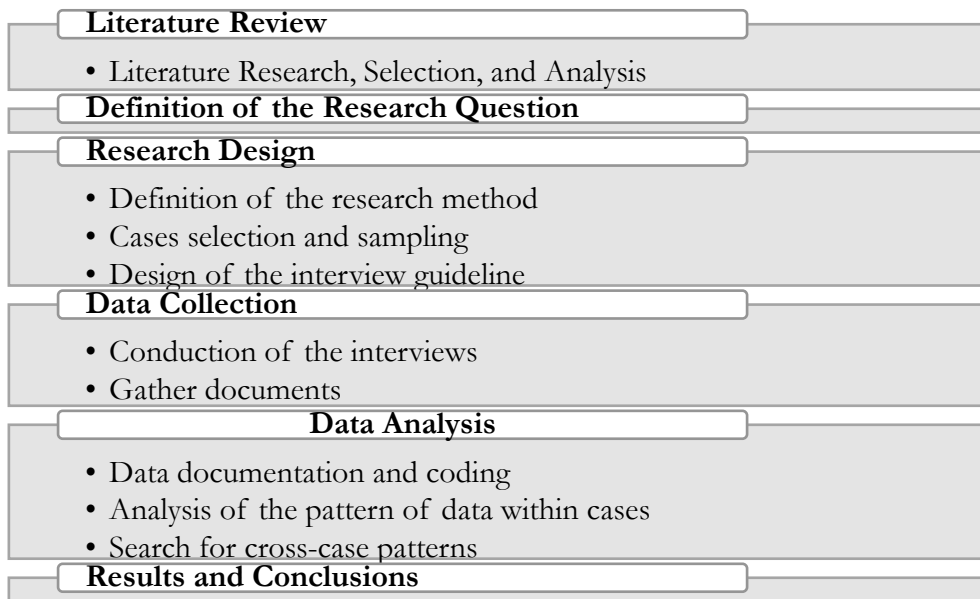 Literature Review
• Literature Research, Selection, and Analysis
Definition of the Research Question
Research Design
• Definition of the research method
• Cases selection and sampling
• Design of the interview guideline
Data Collection
• Conduction of the interviews
• Gather documents
Data Analysis
• Data documentation and coding
• Analysis of the pattern of data within cases
• Search for cross-case patterns
Results and Conclusions